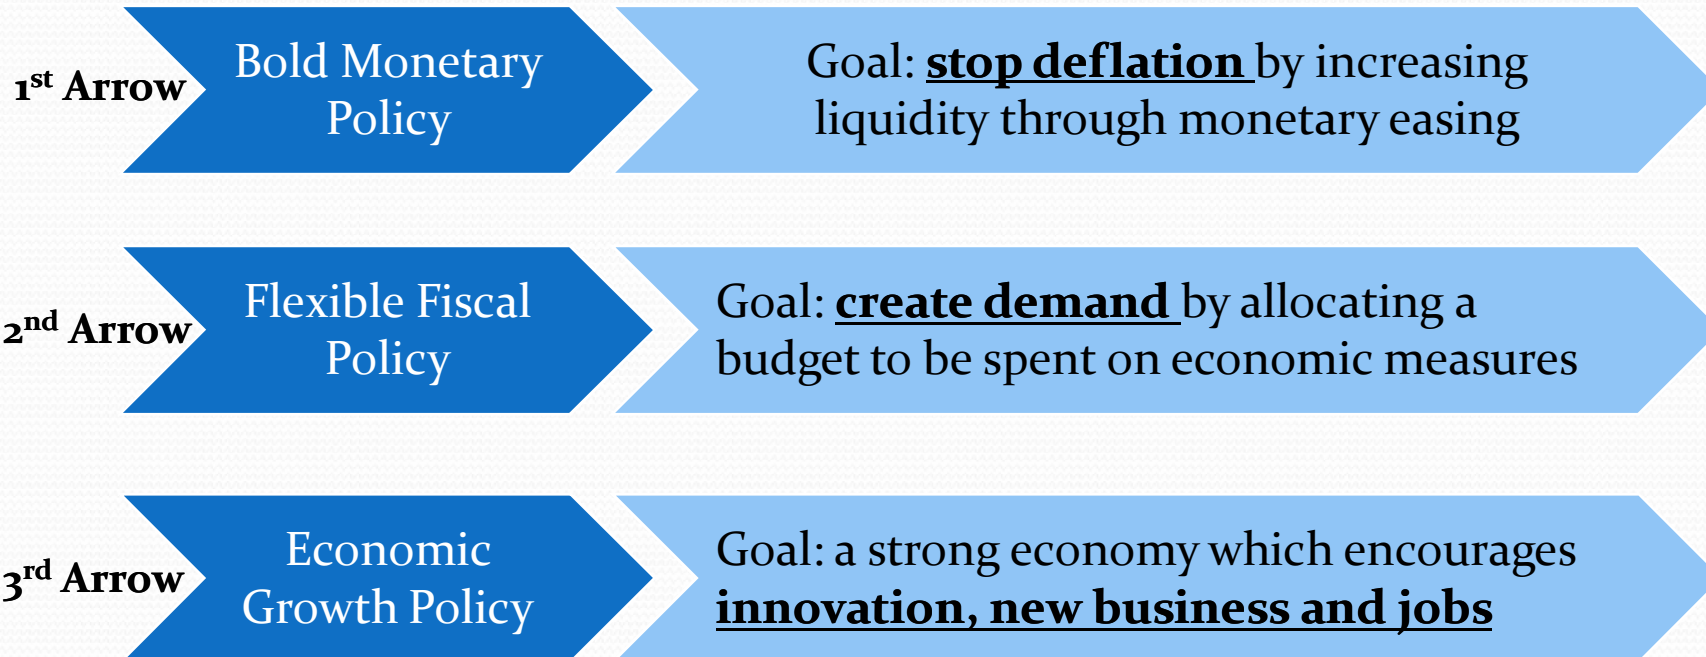 1st Arrow
Bold Monetary
Policy
Goal: stop deflation by increasing
liquidity through monetary easing
2nd Arrow
Flexible Fiscal
Policy
Goal: create demand by allocating a
budget to be spent on economic measures
3rd Arrow
Economic
Growth Policy
Goal: a strong economy which encourages
innovation, new business and jobs